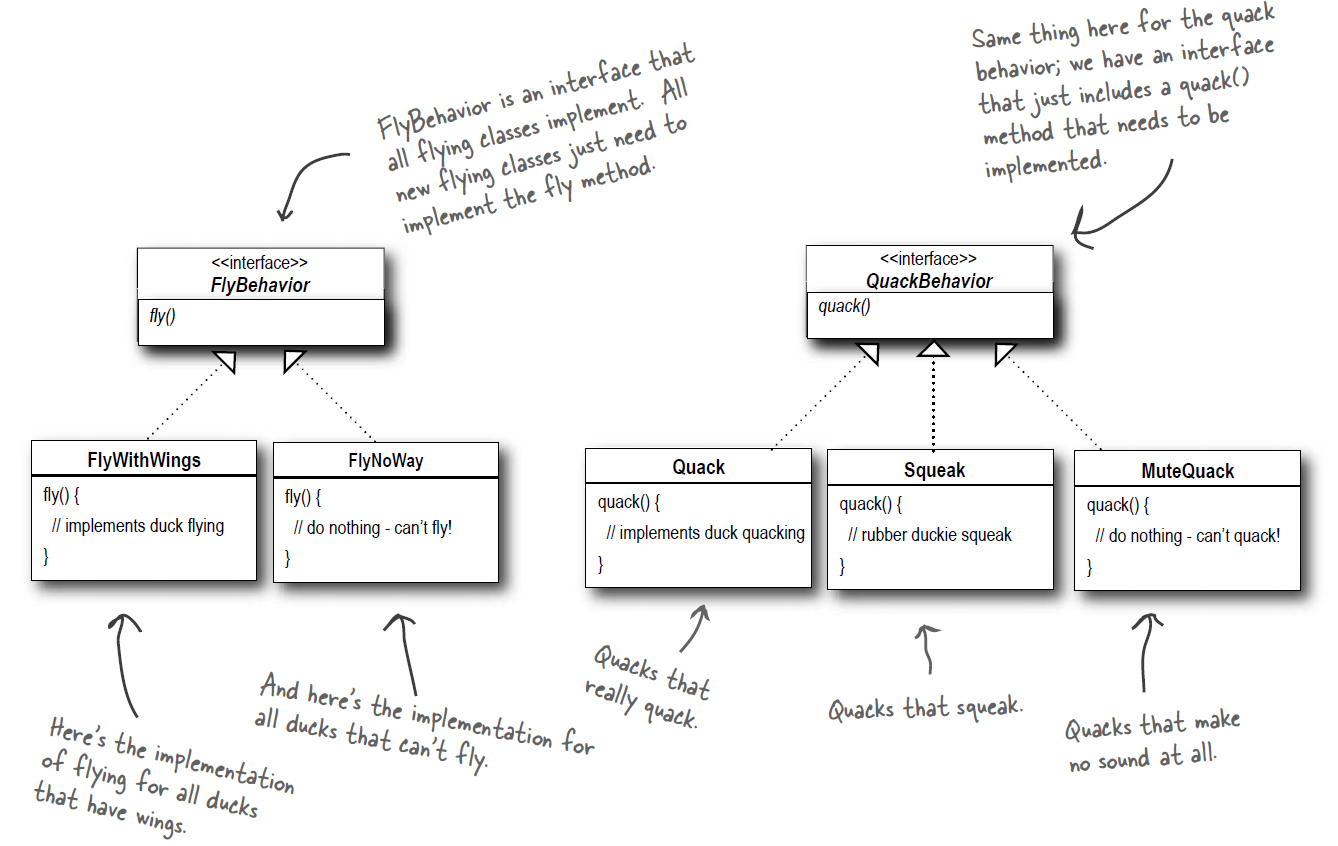 FlyBehavior is an interface that
all flying classes implement. All
new flying classes just need to
implement the fly method.
Same thing here for the quack
behavior; we have an interface
that just includes a quack()
method that needs to be
implemented.
<<interface>>
FlyBehavior
fly()
<<interface>>
QuackBehavior
quack()
FlyWithWings
fly() {
// implements duck flying
}
FlyNoWay
fly() {
// do nothing - can't fly!
}
Quack
quack() {
// implements duck quacking
}
Squeak
quack() {
// rubber duckie squeak
}
MuteQuack
quack() {
// do nothing - can't quack!
}
Here's the implementation
of flying for all ducks
that have wings.
And here's the implementation for
all ducks that can't fly.
Quacks that
really quack.
Quacks that squeak.
Quacks that make
no sound at all.